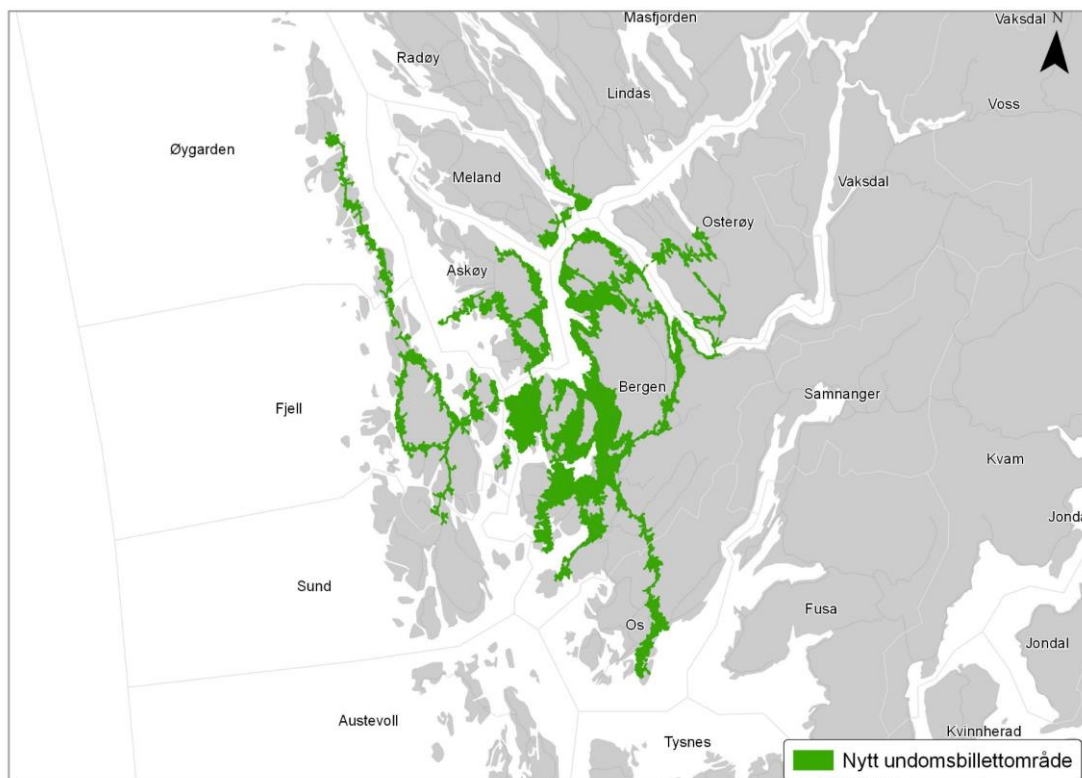 Masfjorden
Vaksdal
N
Radøy
Lindås
Voss
Øygarden
Meland
Vaksdal
Osterøy
Askøy
Bergen
Samnanger
Fjell
Kvam
Jonda
Sund
Fusa
Os
Jondal
Austevoll
Kvinnherad
Tysnes
Nytt undomsbillettområde